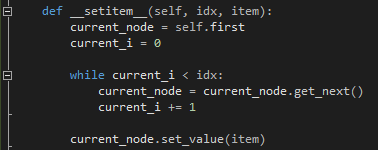 def __setitem__(self, idx, item):
    current_node = self.first
    current_i = 0

    while current_i < idx:
        current_node = current_node.get_next()
        current_i += 1

    current_node.set_value(item)